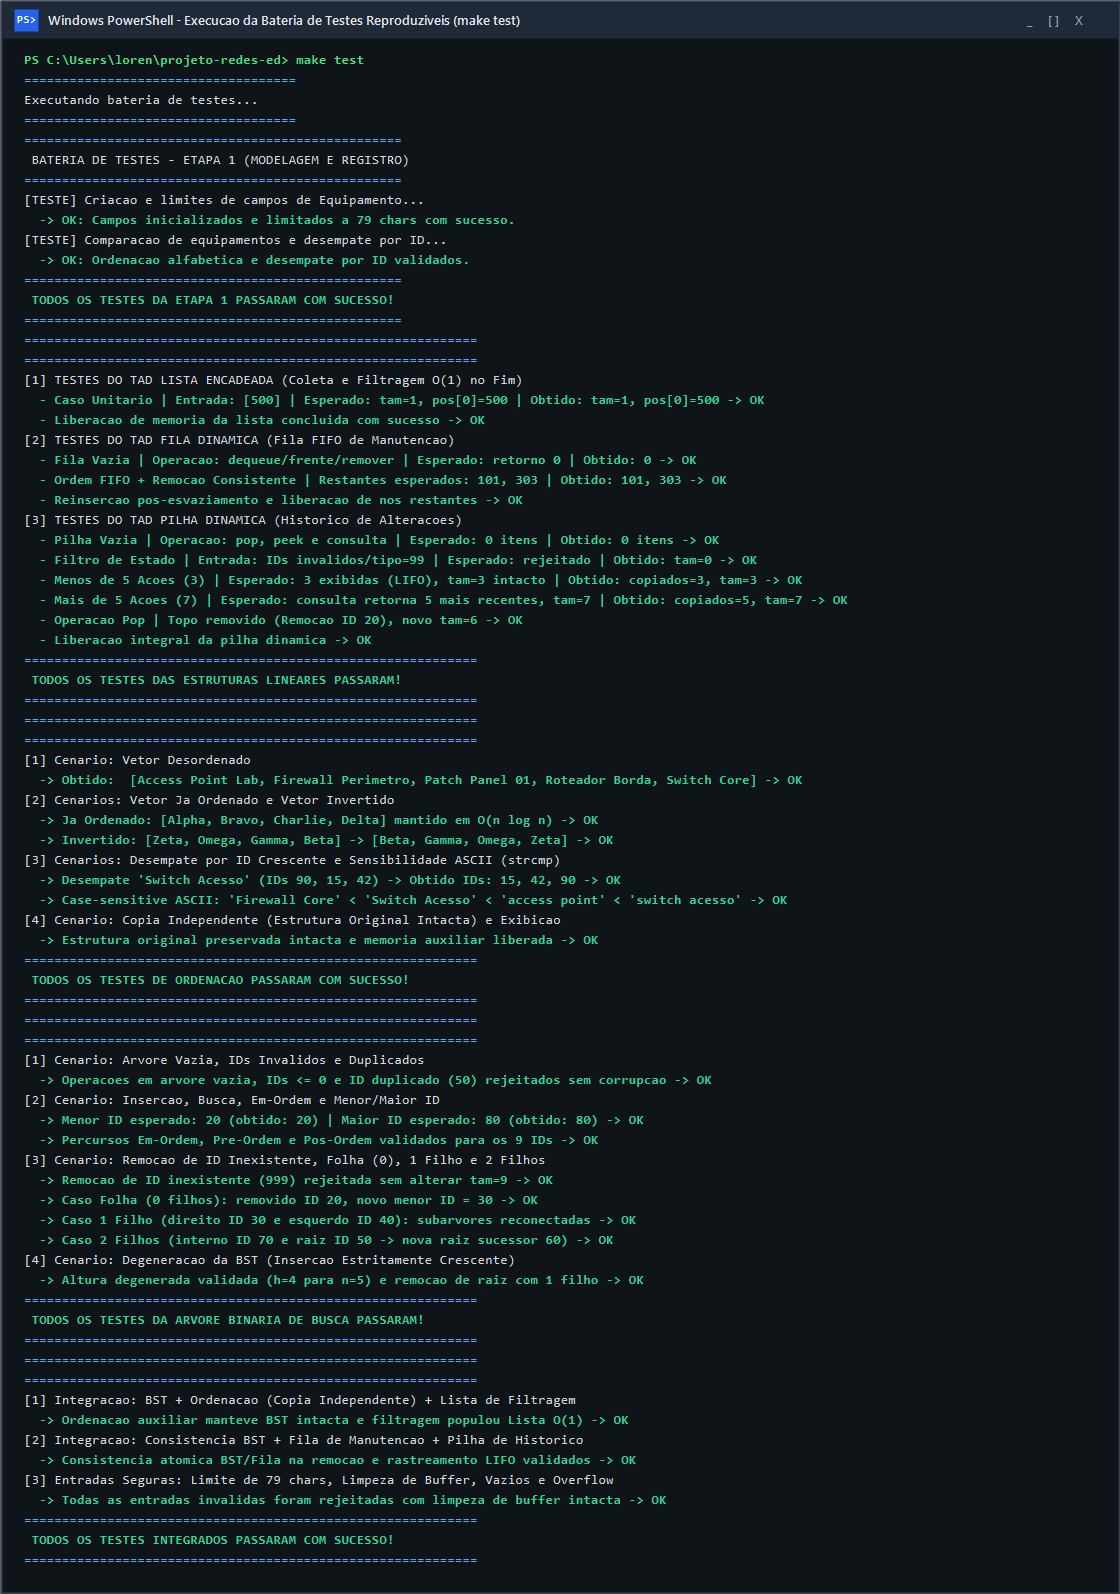 PS> Windows PowerShell - Execucao da Bateria de Testes Reproduziveis (make test) _ [] X
PS C:\Users\loren\projeto-redes-ed> make test
====================================
Executando bateria de testes...
====================================
==================================================
BATERIA DE TESTES - ETAPA 1 (MODELAGEM E REGISTRO)
==================================================
[TESTE] Criacao e limites de campos de Equipamento...
-> OK: Campos inicializados e limitados a 79 chars com sucesso.
[TESTE] Comparacao de equipamentos e desempate por ID...
-> OK: Ordenacao alfabetica e desempate por ID validados.
==================================================
TODOS OS TESTES DA ETAPA 1 PASSARAM COM SUCESSO!
==================================================
============================================================
============================================================
[1] TESTES DO TAD LISTA ENCADEADA (Coleta e Filtragem O(1) no Fim)
- Caso Unitario | Entrada: [500] | Esperado: tam=1, pos[0]=500 | Obtido: tam=1, pos[0]=500 -> OK
- Liberacao de memoria da lista concluida com sucesso -> OK
[2] TESTES DO TAD FILA DINAMICA (Fila FIFO de Manutencao)
- Fila Vazia | Operacao: dequeue/frente/remover | Esperado: retorno 0 | Obtido: 0 -> OK
- Ordem FIFO + Remocao Consistente | Restantes esperados: 101, 303 | Obtido: 101, 303 -> OK
- Reinsercao pos-esvaziamento e liberacao de nos restantes -> OK
[3] TESTES DO TAD PILHA DINAMICA (Historico de Alteracoes)
- Pilha Vazia | Operacao: pop, peek e consulta | Esperado: 0 itens | Obtido: 0 itens -> OK
- Filtro de Estado | Entrada: IDs invalidos/tipo=99 | Esperado: rejeitado | Obtido: tam=0 -> OK
- Menos de 5 Acoes (3) | Esperado: 3 exibidas (LIFO), tam=3 intacto | Obtido: copiados=3, tam=3 -> OK
- Mais de 5 Acoes (7) | Esperado: consulta retorna 5 mais recentes, tam=7 | Obtido: copiados=5, tam=7 -> OK
- Operacao Pop | Topo removido (Remocao ID 20), novo tam=6 -> OK
- Liberacao integral da pilha dinamica -> OK
============================================================
TODOS OS TESTES DAS ESTRUTURAS LINEARES PASSARAM!
============================================================
============================================================
============================================================
[1] Cenario: Vetor Desordenado
-> Obtido:  [Access Point Lab, Firewall Perimetro, Patch Panel 01, Roteador Borda, Switch Core] -> OK
[2] Cenarios: Vetor Ja Ordenado e Vetor Invertido
-> Ja Ordenado: [Alpha, Bravo, Charlie, Delta] mantido em O(n log n) -> OK
-> Invertido: [Zeta, Omega, Gamma, Beta] -> [Beta, Gamma, Omega, Zeta] -> OK
[3] Cenarios: Desempate por ID Crescente e Sensibilidade ASCII (strcmp)
-> Desempate 'Switch Acesso' (IDs 90, 15, 42) -> Obtido IDs: 15, 42, 90 -> OK
-> Case-sensitive ASCII: 'Firewall Core' < 'Switch Acesso' < 'access point' < 'switch acesso' -> OK
[4] Cenario: Copia Independente (Estrutura Original Intacta) e Exibicao
-> Estrutura original preservada intacta e memoria auxiliar liberada -> OK
============================================================
TODOS OS TESTES DE ORDENACAO PASSARAM COM SUCESSO!
============================================================
============================================================
============================================================
[1] Cenario: Arvore Vazia, IDs Invalidos e Duplicados
-> Operacoes em arvore vazia, IDs <= 0 e ID duplicado (50) rejeitados sem corrupcao -> OK
[2] Cenario: Insercao, Busca, Em-Ordem e Menor/Maior ID
-> Menor ID esperado: 20 (obtido: 20) | Maior ID esperado: 80 (obtido: 80) -> OK
-> Percursos Em-Ordem, Pre-Ordem e Pos-Ordem validados para os 9 IDs -> OK
[3] Cenario: Remocao de ID Inexistente, Folha (0), 1 Filho e 2 Filhos
-> Remocao de ID inexistente (999) rejeitada sem alterar tam=9 -> OK
-> Caso Folha (0 filhos): removido ID 20, novo menor ID = 30 -> OK
-> Caso 1 Filho (direito ID 30 e esquerdo ID 40): subarvores reconectadas -> OK
-> Caso 2 Filhos (interno ID 70 e raiz ID 50 -> nova raiz sucessor 60) -> OK
[4] Cenario: Degeneracao da BST (Insercao Estritamente Crescente)
-> Altura degenerada validada (h=4 para n=5) e remocao de raiz com 1 filho -> OK
============================================================
TODOS OS TESTES DA ARVORE BINARIA DE BUSCA PASSARAM!
============================================================
============================================================
============================================================
[1] Integracao: BST + Ordenacao (Copia Independente) + Lista de Filtragem
-> Ordenacao auxiliar manteve BST intacta e filtragem populou Lista O(1) -> OK
[2] Integracao: Consistencia BST + Fila de Manutencao + Pilha de Historico
-> Consistencia atomica BST/Fila na remocao e rastreamento LIFO validados -> OK
[3] Entradas Seguras: Limite de 79 chars, Limpeza de Buffer, Vazios e Overflow
-> Todas as entradas invalidas foram rejeitadas com limpeza de buffer intacta -> OK
============================================================
TODOS OS TESTES INTEGRADOS PASSARAM COM SUCESSO!
============================================================